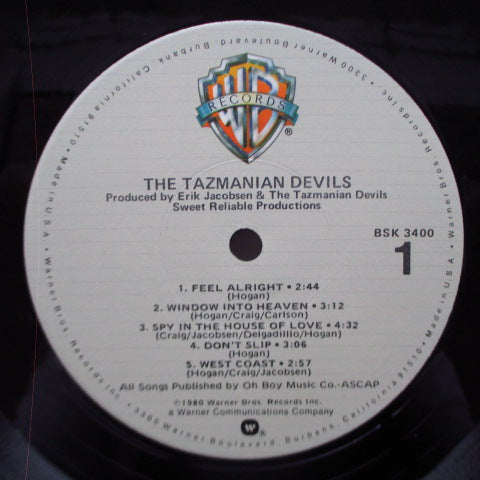 3300 Warner Boulevard, Burbank, California 91510 • Made in U.S.A. • Warner Bros. Records Inc. • 3300 Warner Boulevard, Burbank, California 91510 • Made in U.S.A. • Warner Bros. Records Inc. •
WB
RECORDS
®
THE TAZMANIAN DEVILS
Produced by Erik Jacobsen & The Tazmanian Devils
Sweet Reliable Productions
BSK 3400
1
1. FEEL ALRIGHT • 2:44
(Hogan)
2. WINDOW INTO HEAVEN • 3:12
(Hogan/Craig/Carlson)
3. SPY IN THE HOUSE OF LOVE • 4:32
(Craig/Jacobsen/Delgadillio/Hogan)
4. DON'T SLIP • 3:06
(Hogan)
5. WEST COAST • 2:57
(Hogan/Craig/Jacobsen)
All Songs Published by Oh Boy Music Co.-ASCAP
©1980 Warner Bros. Records Inc.
a Warner Communications Company
W
®